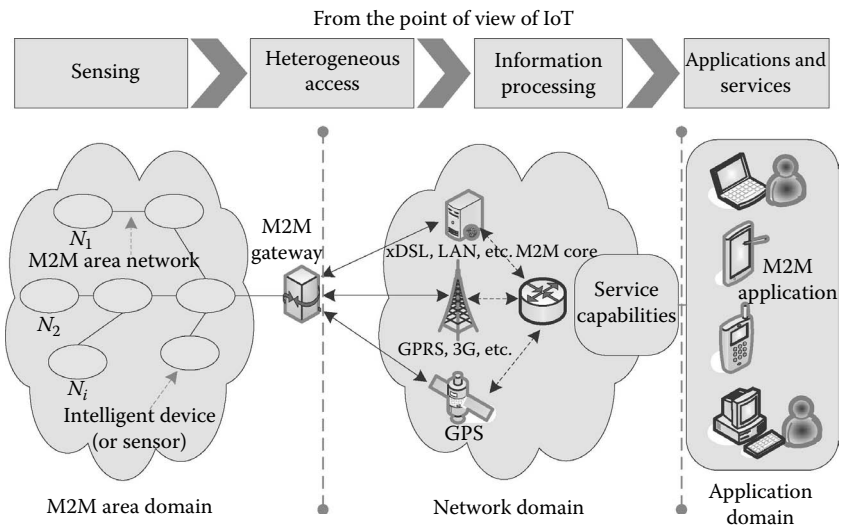 From the point of view of IoT
Sensing
Heterogeneous
access
Information
processing
Applications and
services
N1
M2M area network
N2
Ni
Intelligent device
(or sensor)
M2M
gateway
xDSL, LAN, etc.
M2M core
GPRS, 3G, etc.
GPS
Service
capabilities
M2M
application
M2M area domain
Network domain
Application
domain